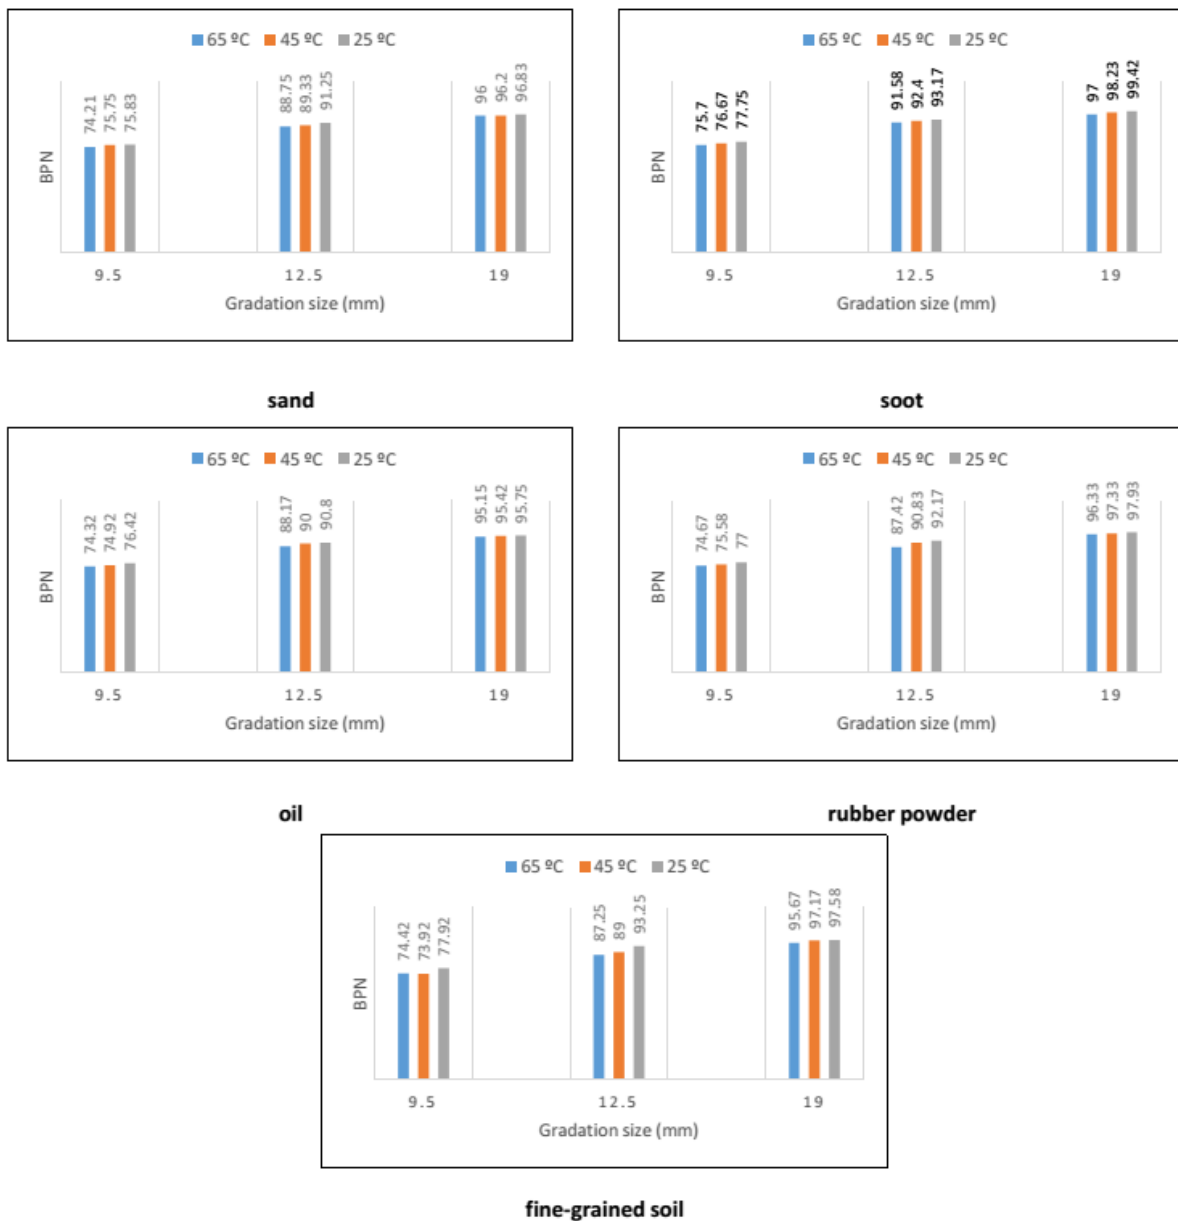 65 ºC 45 ºC 25 ºC
74.21 75.75 75.83 88.75 89.33 91.25 96 96.2 96.83
BPN
9.5 12.5 19
Gradation size (mm)
sand
65 ºC 45 ºC 25 ºC
75.7 76.67 77.75 91.58 92.4 93.17 97 98.23 99.42
BPN
9.5 12.5 19
Gradation size (mm)
soot
65 ºC 45 ºC 25 ºC
74.32 74.92 76.42 88.17 90 90.8 95.15 95.42 95.75
BPN
9.5 12.5 19
Gradation size (mm)
oil
65 ºC 45 ºC 25 ºC
74.67 75.58 77 87.42 90.83 92.17 96.33 97.33 97.93
BPN
9.5 12.5 19
Gradation size (mm)
rubber powder
65 ºC 45 ºC 25 ºC
74.42 73.92 77.92 87.25 89 93.25 95.67 97.17 97.58
BPN
9.5 12.5 19
Gradation size (mm)
fine-grained soil